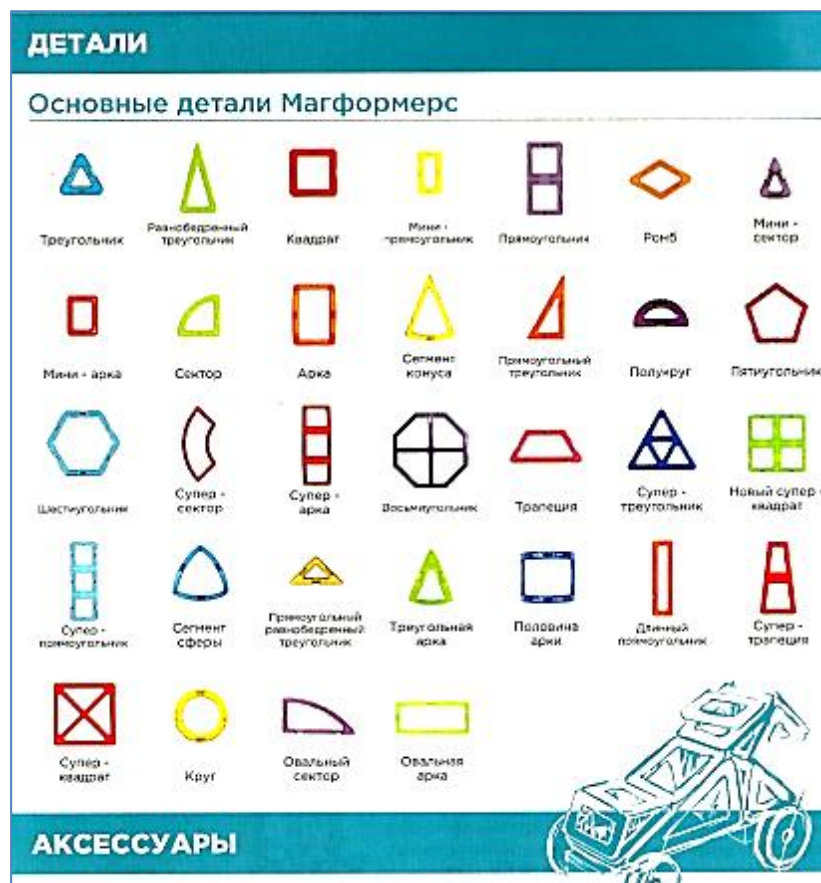 ДЕТАЛИ
Основные детали Магформерс
Треугольник
Равнобедренный
треугольник
Квадрат
Мини -
прямоугольник
Прямоугольник
Ромб
Мини -
сектор
Мини - арка
Сектор
Арка
Сегмент
конуса
Прямоугольный
треугольник
Полукруг
Пятиугольник
Шестиугольник
Супер -
сектор
Супер -
арка
Восьмиугольник
Трапеция
Супер -
треугольник
Новый супер -
квадрат
Супер -
прямоугольник
Сегмент
сферы
Прямоугольный
равнобедренный
треугольник
Треугольная
арка
Половина
арки
Длинный
прямоугольник
Супер -
трапеция
Супер -
квадрат
Круг
Овальный
сектор
Овальная
арка
АКСЕССУАРЫ